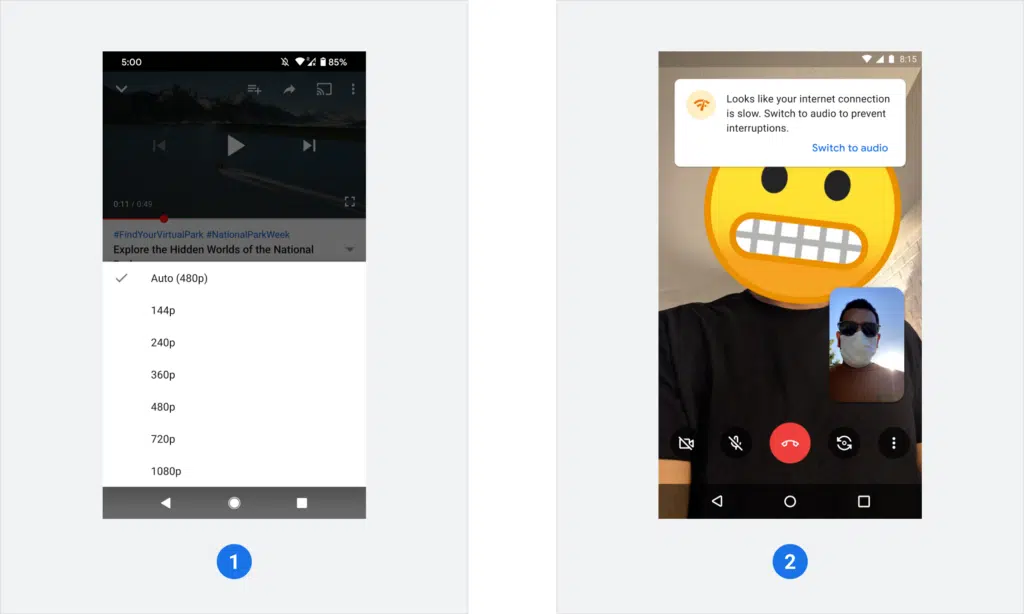 5:00
85%
0:11 / 0:49
#FindYourVirtualPark #NationalParkWeek
Explore the Hidden Worlds of the National
Auto (480p)
144p
240p
360p
480p
720p
1080p
1
8:15
Looks like your internet connection
is slow. Switch to audio to prevent
interruptions.
Switch to audio
2